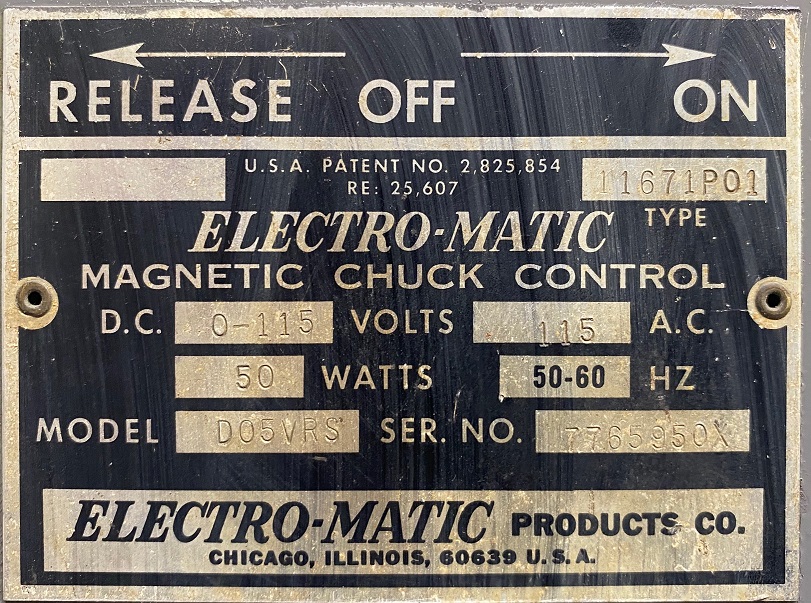 RELEASE OFF ON
U.S.A. PATENT NO. 2,825,854
RE: 25,607
11671P01
TYPE
ELECTRO-MATIC
MAGNETIC CHUCK CONTROL
D.C. 0-115 VOLTS 115 A.C.
50 WATTS 50-60 HZ
MODEL D05VRS SER. NO. 7765950X
ELECTRO-MATIC PRODUCTS CO.
CHICAGO, ILLINOIS, 60639 U.S.A.